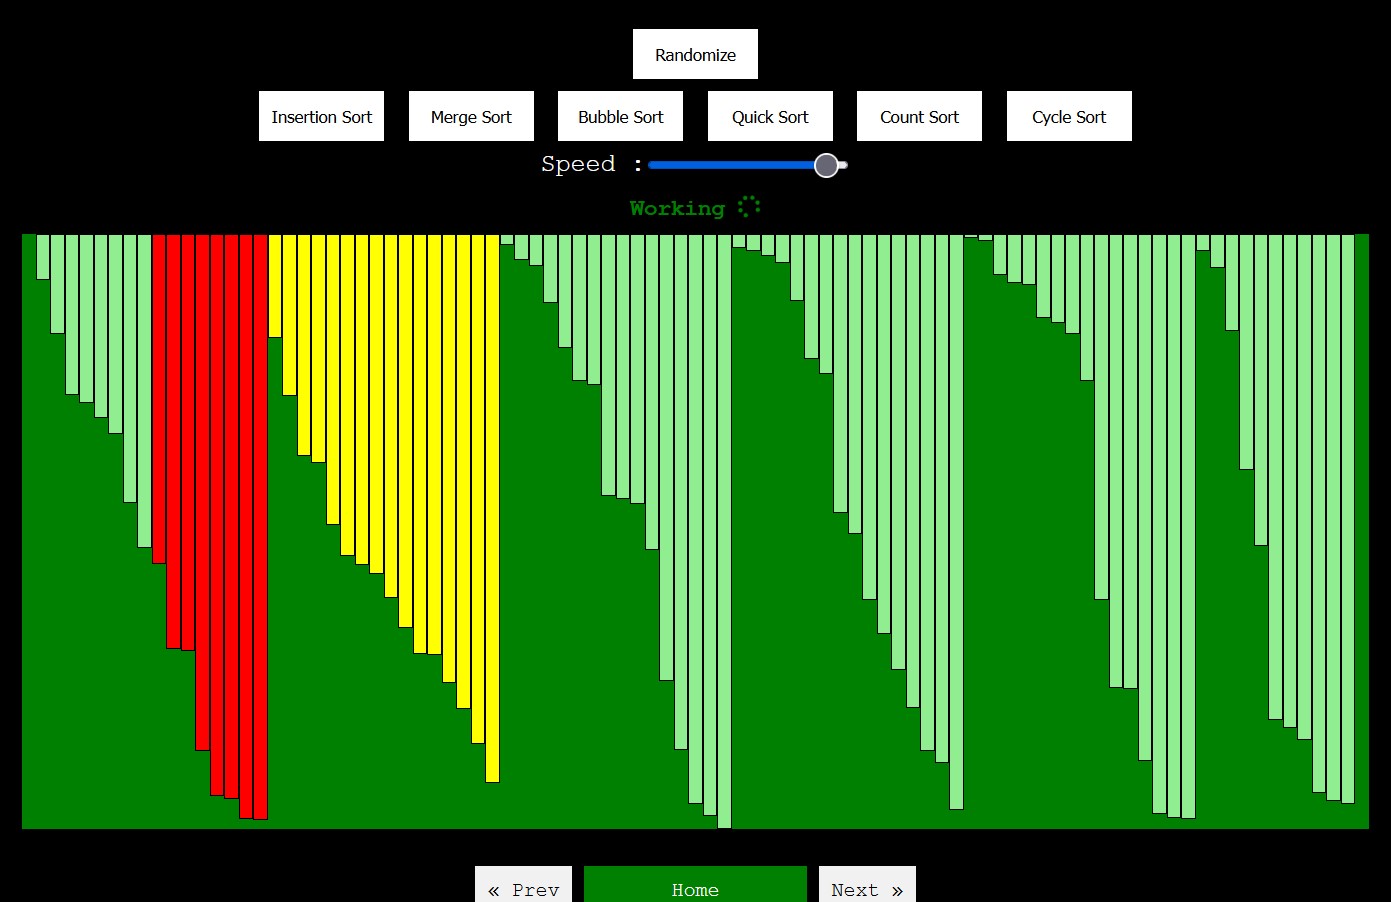 Randomize
Insertion Sort Merge Sort Bubble Sort Quick Sort Count Sort Cycle Sort
Speed :
Working
« Prev Home Next »